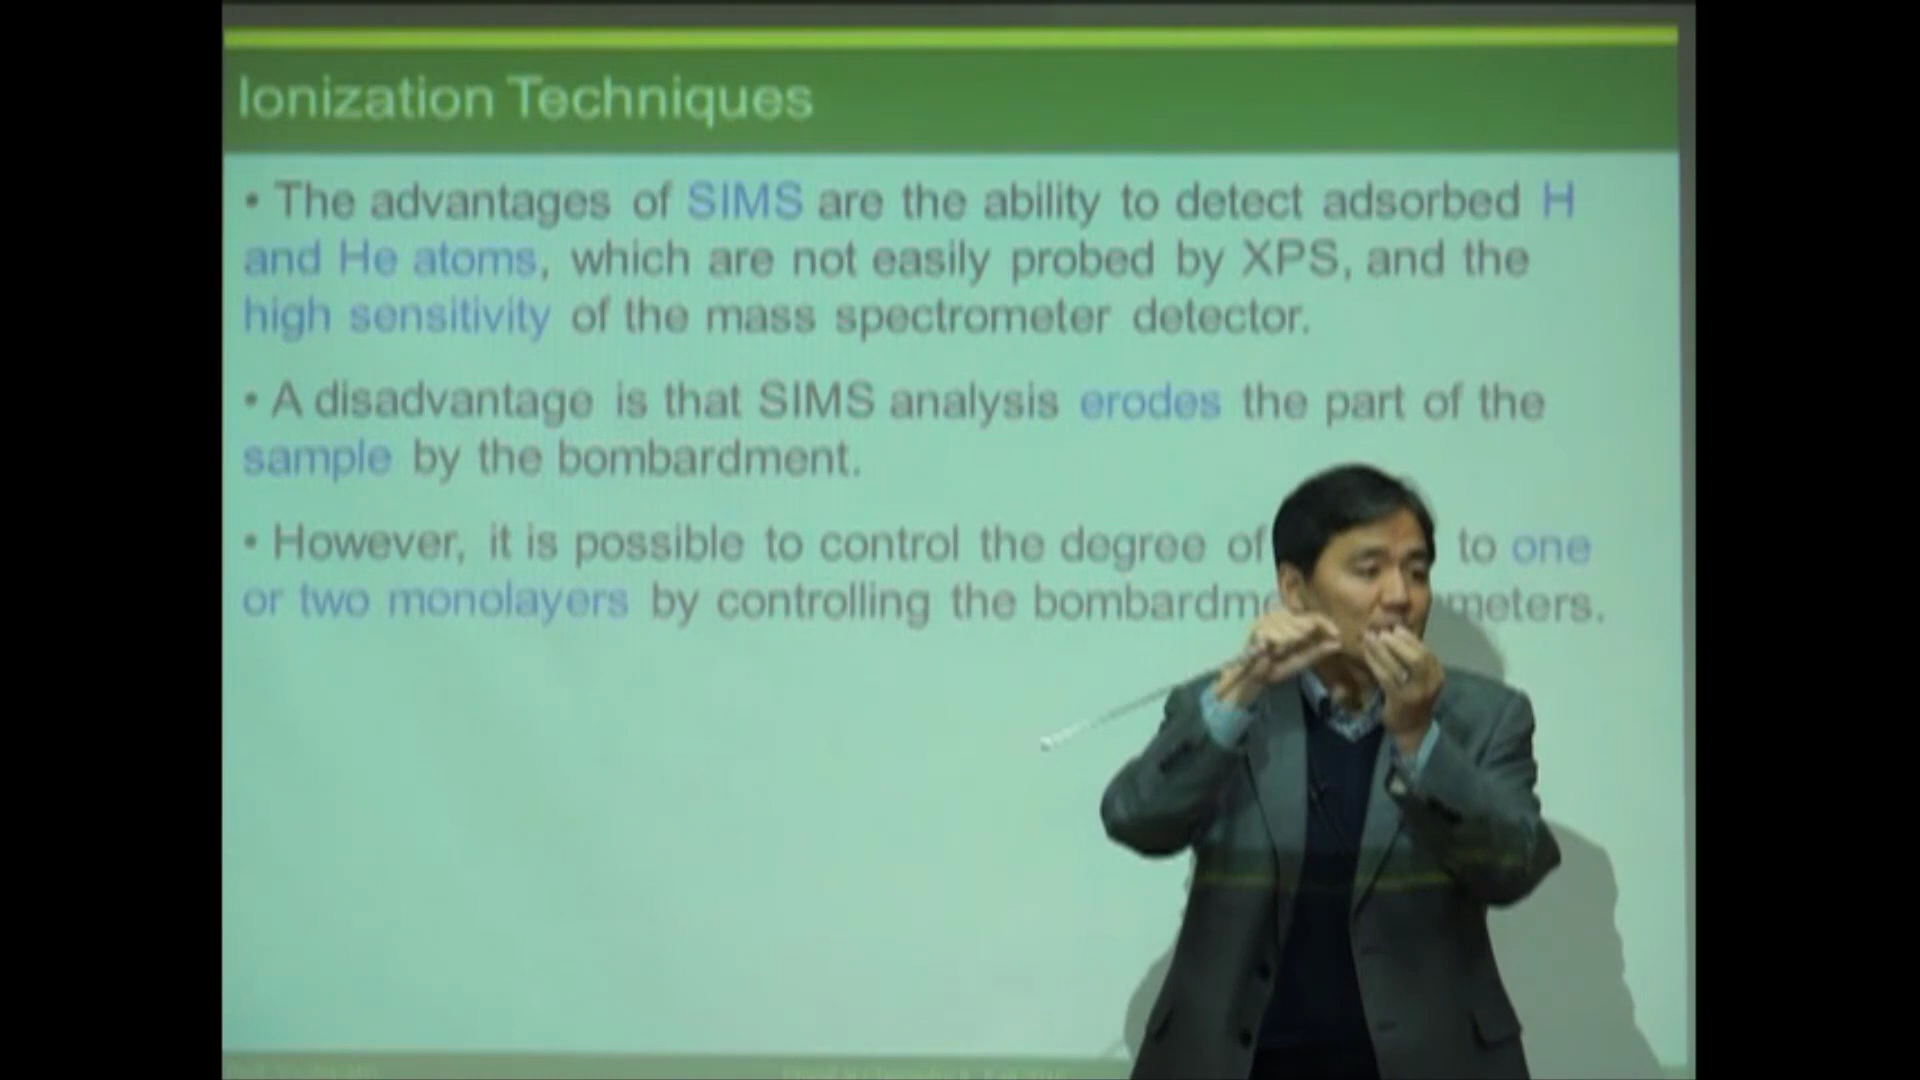 Ionization Techniques
• The advantages of SIMS are the ability to detect adsorbed H
and He atoms, which are not easily probed by XPS, and the
high sensitivity of the mass spectrometer detector.
• A disadvantage is that SIMS analysis erodes the part of the
sample by the bombardment.
• However, it is possible to control the degree of to one
or two monolayers by controlling the